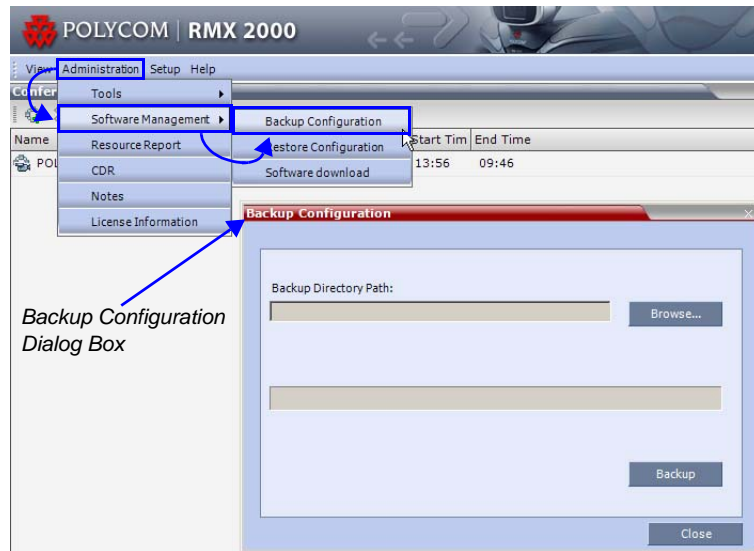 POLYCOM | RMX 2000
View Administration Setup Help
Tools
Software Management
Resource Report
CDR
Notes
License Information
Backup Configuration
Restore Configuration
Software download
Name Start Tim End Time
13:56 09:46
Backup Configuration
Backup Directory Path:
Browse...
Backup
Close
Backup Configuration
Dialog Box